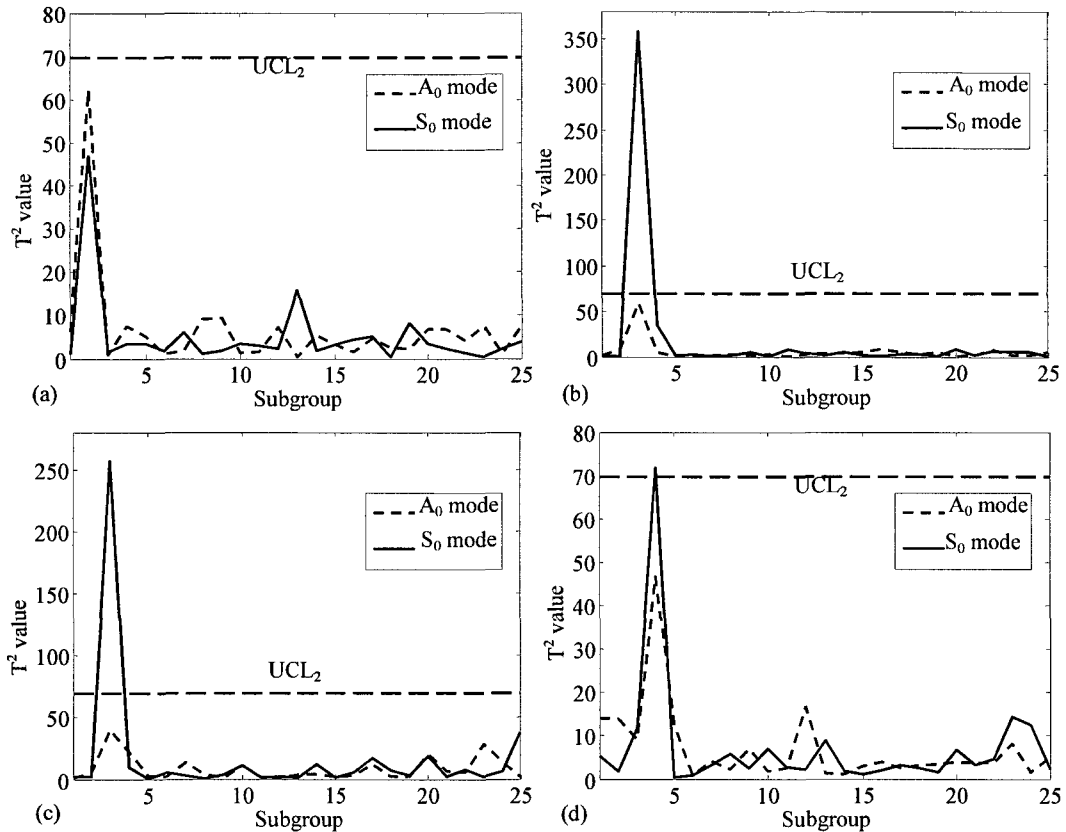 80
70
60
50
40
30
20
10
0
T² value
UCL₂
A₀ mode
S₀ mode
5 10 15 20 25
Subgroup
(a)
350
300
250
200
150
100
50
0
T² value
UCL₂
A₀ mode
S₀ mode
5 10 15 20 25
Subgroup
(b)
250
200
150
100
50
0
T² value
UCL₂
A₀ mode
S₀ mode
5 10 15 20 25
Subgroup
(c)
80
70
60
50
40
30
20
10
0
T² value
UCL₂
A₀ mode
S₀ mode
5 10 15 20 25
Subgroup
(d)